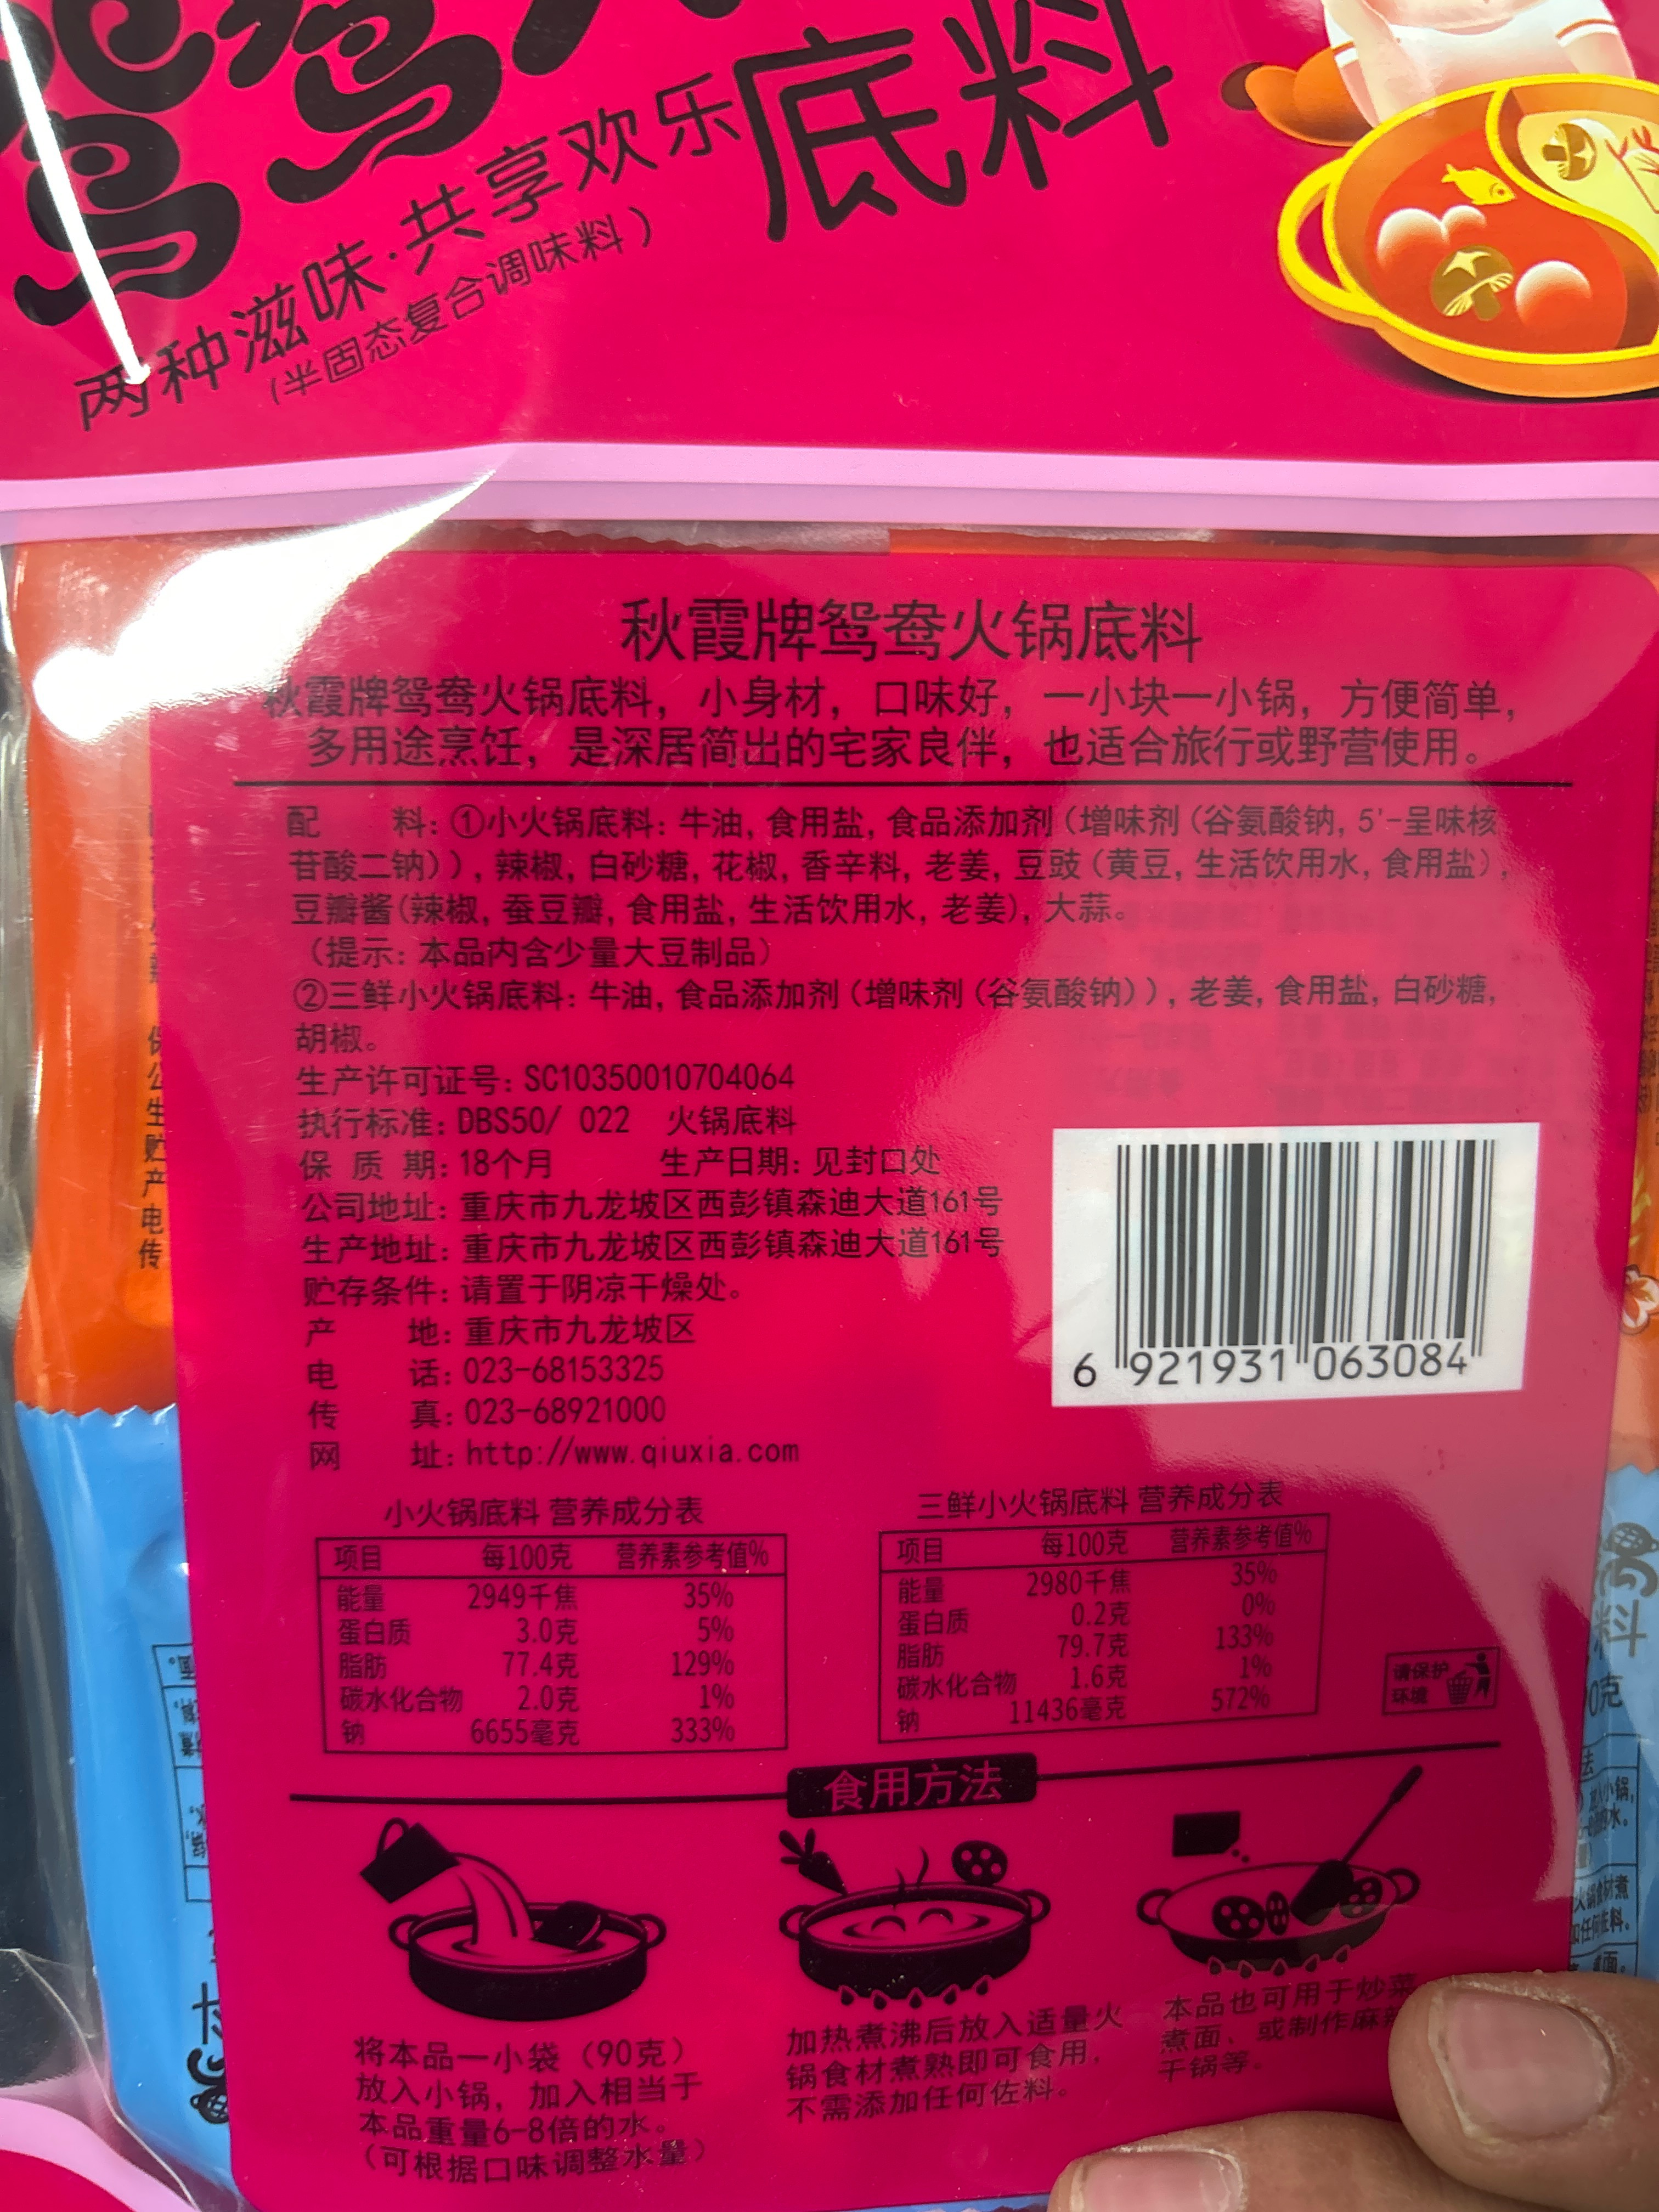 鸳鸯
底料
两种滋味·共享欢乐
(半固态复合调味料)
秋霞牌鸳鸯火锅底料
秋霞牌鸳鸯火锅底料，小身材，口味好，一小块一小锅，方便简单，
多用途烹饪，是深居简出的宅家良伴，也适合旅行或野营使用。
配 料：①小火锅底料：牛油，食用盐，食品添加剂（增味剂（谷氨酸钠，5'-呈味核
苷酸二钠）），辣椒，白砂糖，花椒，香辛料，老姜，豆豉（黄豆，生活饮用水，食用盐），
豆瓣酱（辣椒，蚕豆瓣，食用盐，生活饮用水，老姜），大蒜。
（提示：本品内含少量大豆制品）
②三鲜小火锅底料：牛油，食品添加剂（增味剂（谷氨酸钠）），老姜，食用盐，白砂糖，
胡椒。
生产许可证号：SC10350010704064
执行标准：DBS50/ 022 火锅底料
保 质 期：18个月 生产日期：见封口处
公司地址：重庆市九龙坡区西彭镇森迪大道161号
生产地址：重庆市九龙坡区西彭镇森迪大道161号
贮存条件：请置于阴凉干燥处。
产 地：重庆市九龙坡区
电 话：023-68153325
传 真：023-68921000
网 址：http://www.qiuxia.com
6 921931 063084
小火锅底料 营养成分表
项目 每100克 营养素参考值%
能量 2949千焦 35%
蛋白质 3.0克 5%
脂肪 77.4克 129%
碳水化合物 2.0克 1%
钠 6655毫克 333%
三鲜小火锅底料 营养成分表
项目 每100克 营养素参考值%
能量 2980千焦 35%
蛋白质 0.2克 0%
脂肪 79.7克 133%
碳水化合物 1.6克 1%
钠 11436毫克 572%
请保护
环境
食用方法
将本品一小袋（90克）
放入小锅，加入相当于
本品重量6-8倍的水。
（可根据口味调整水量）
加热煮沸后放入适量火
锅食材煮熟即可食用，
不需添加任何佐料。
本品也可用于炒菜
煮面、或制作麻辣
干锅等。